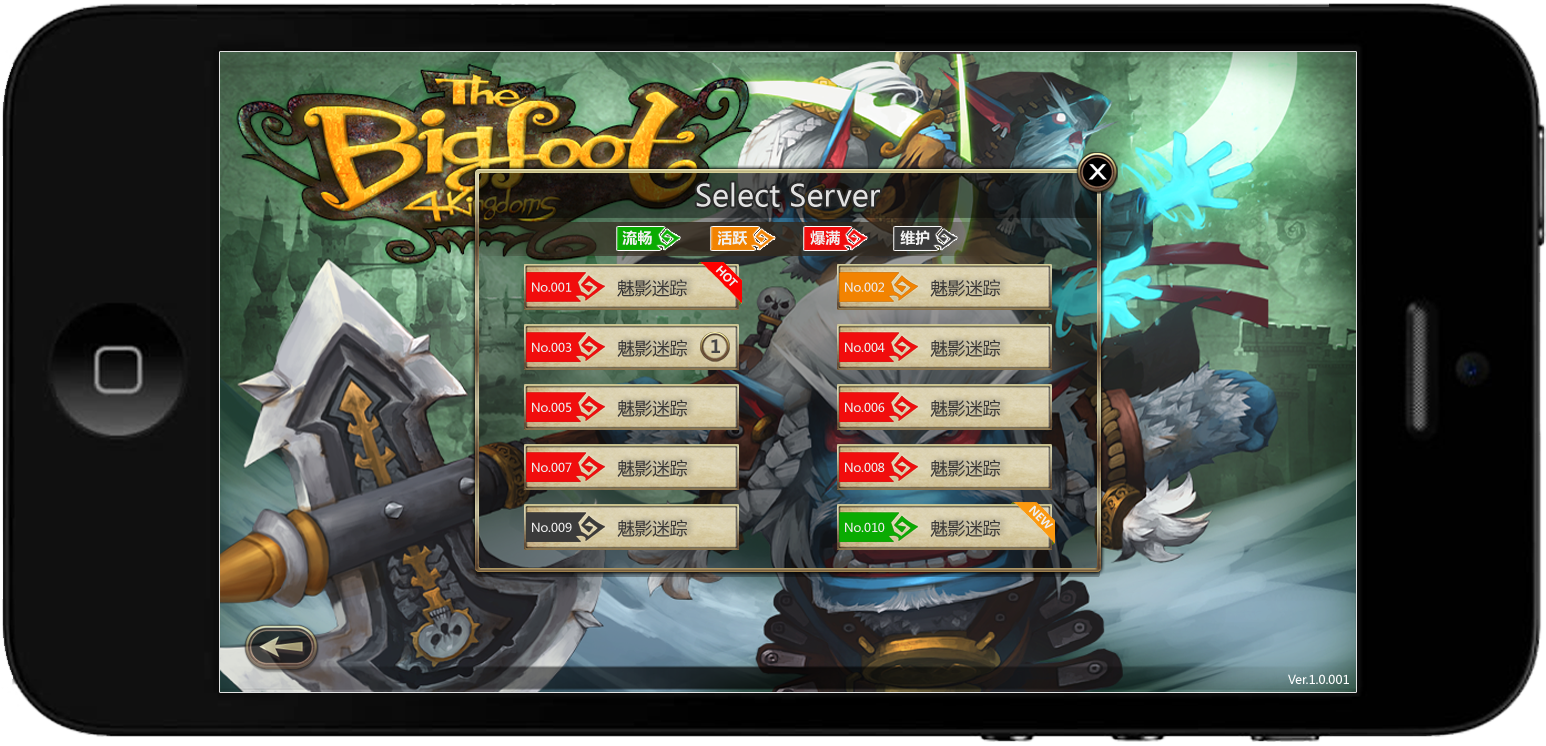 The
Bigfoot
4 Kingdoms
Select Server
流畅 活跃 爆满 维护
No.001 魅影迷踪 HOT
No.002 魅影迷踪
No.003 魅影迷踪 1
No.004 魅影迷踪
No.005 魅影迷踪
No.006 魅影迷踪
No.007 魅影迷踪
No.008 魅影迷踪
No.009 魅影迷踪
No.010 魅影迷踪 NEW
Ver.1.0.001